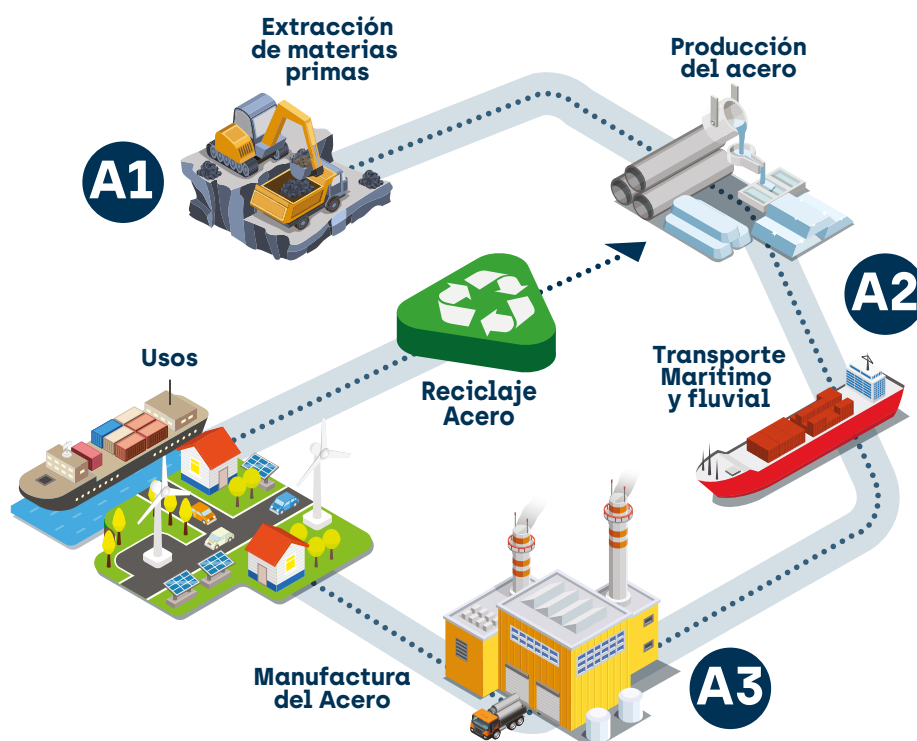 Extracción
de materias
primas
Producción
del acero
A1
A2
Usos
Transporte
Marítimo
y fluvial
Reciclaje
Acero
Manufactura
del Acero
A3